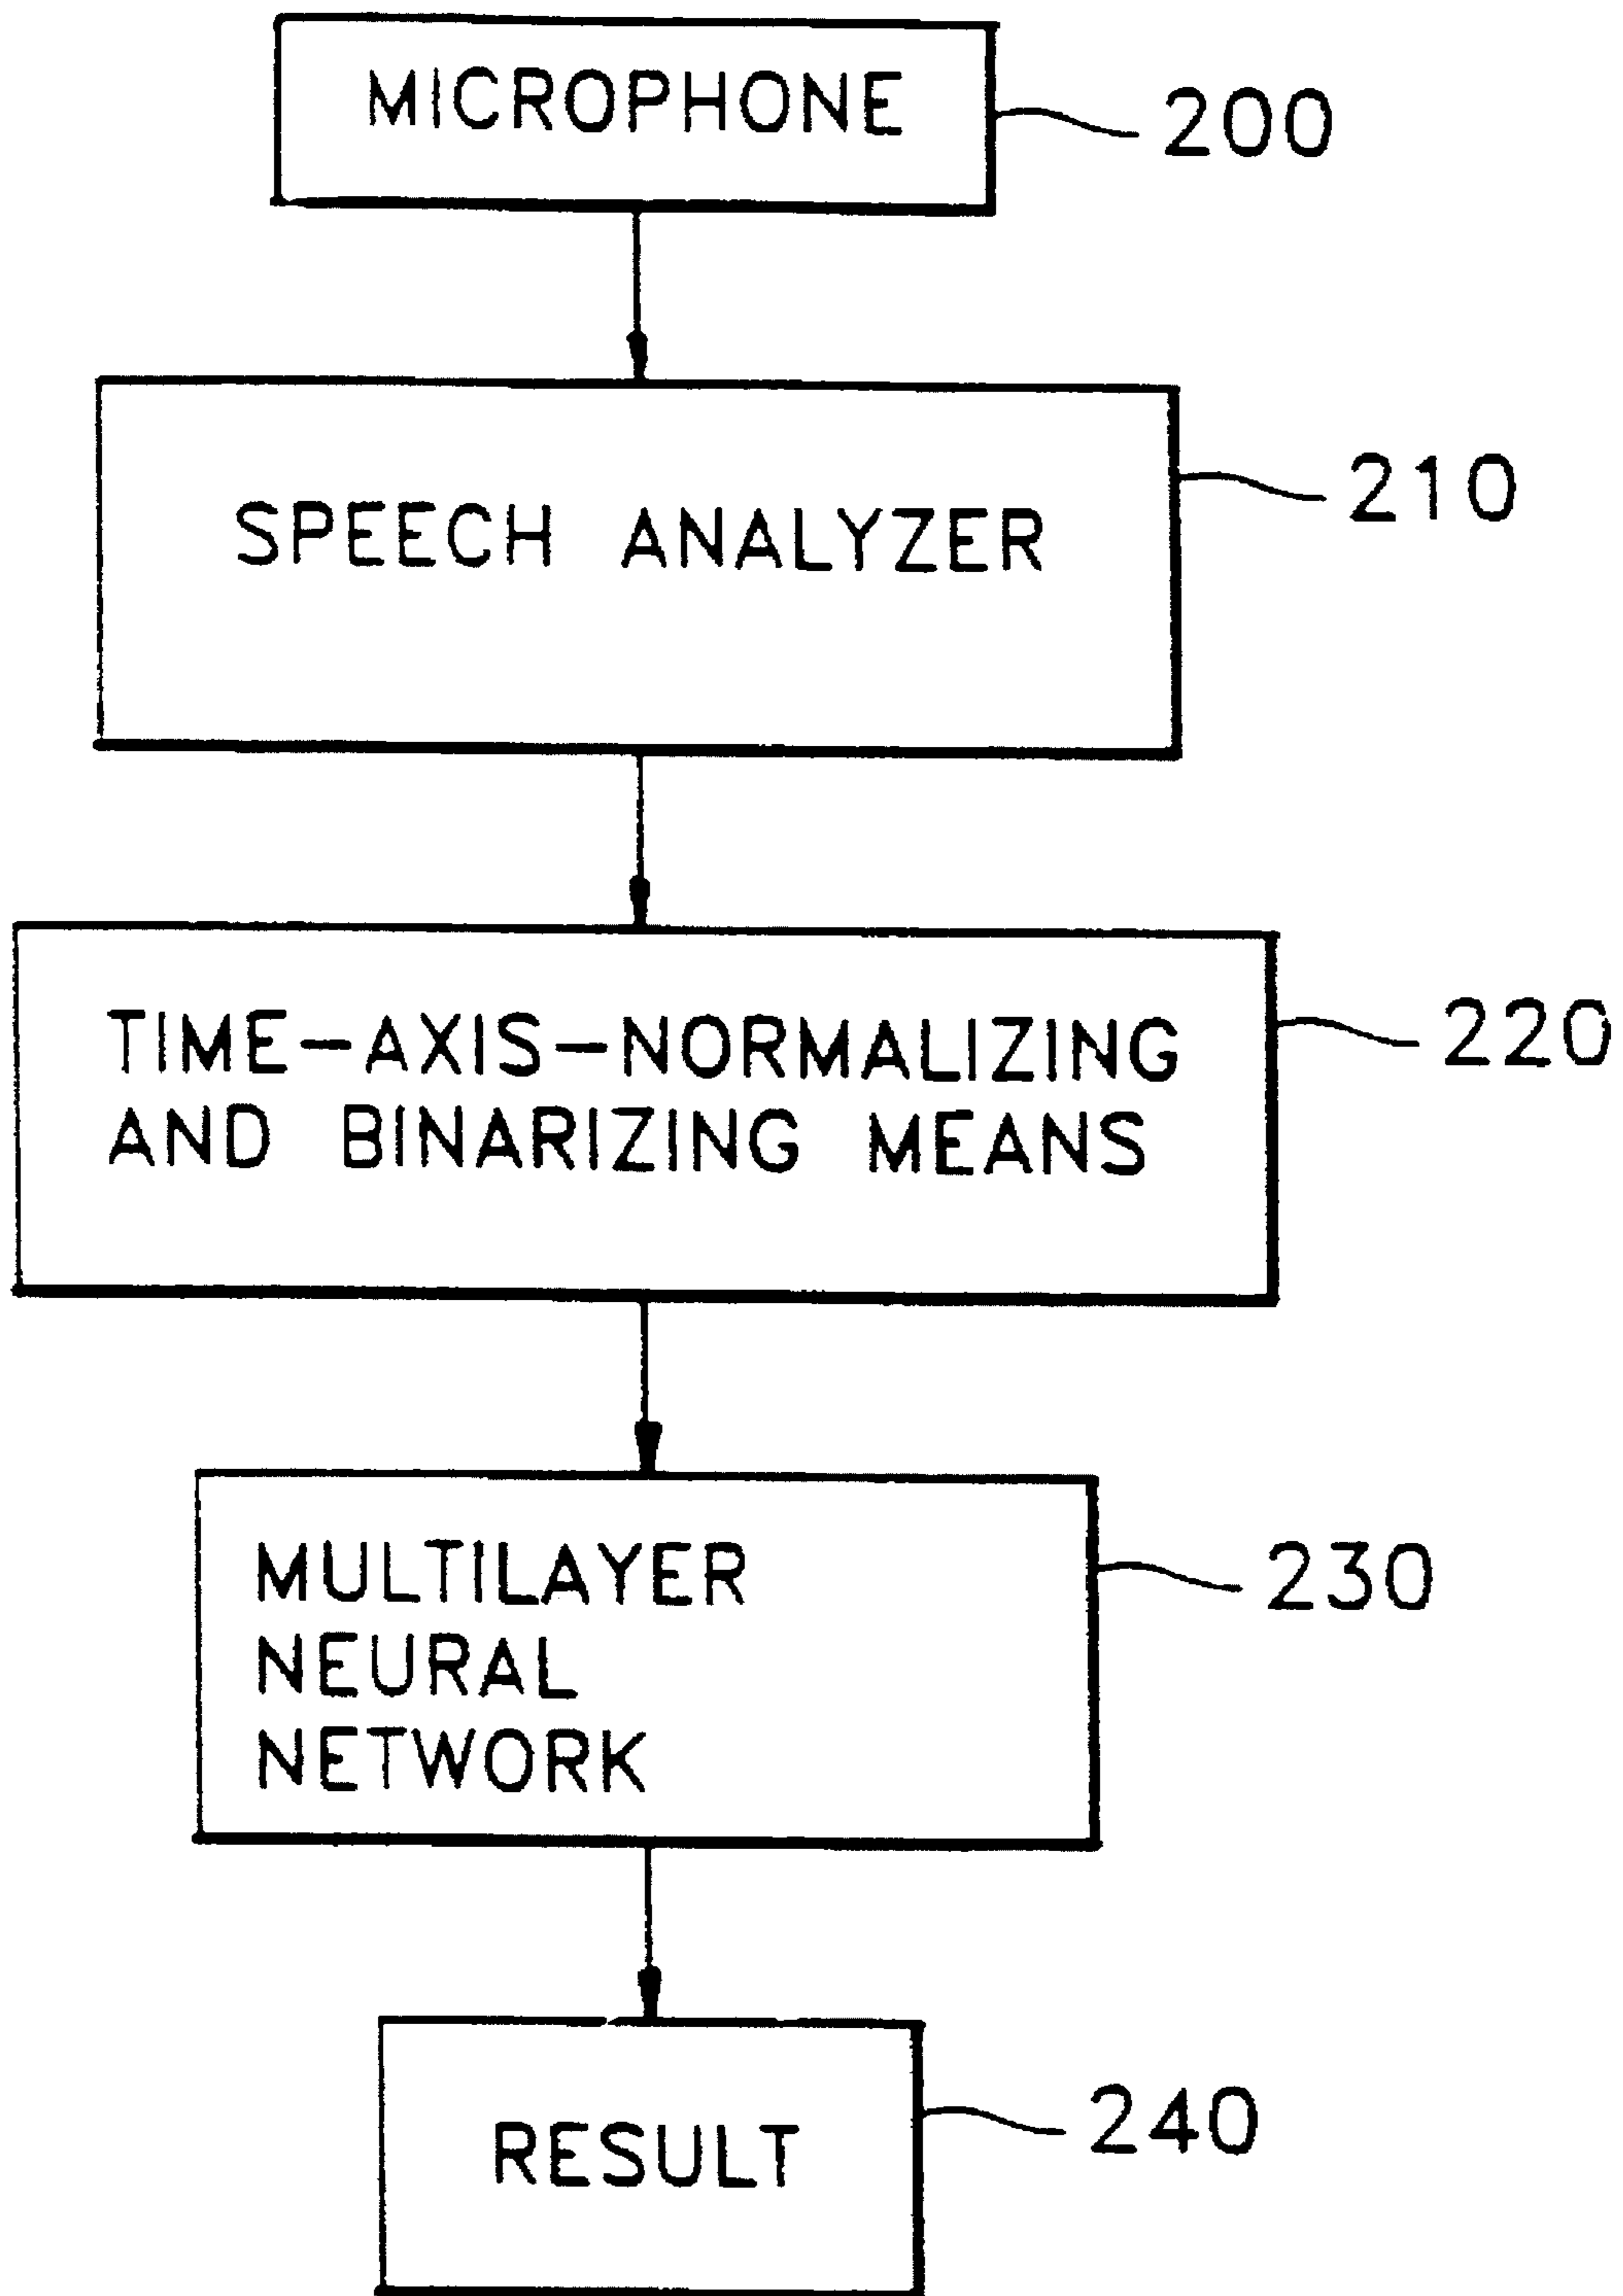 MICROPHONE
200
SPEECH ANALYZER
210
TIME-AXIS-NORMALIZING
AND BINARIZING MEANS
220
MULTILAYER
NEURAL
NETWORK
230
RESULT
240